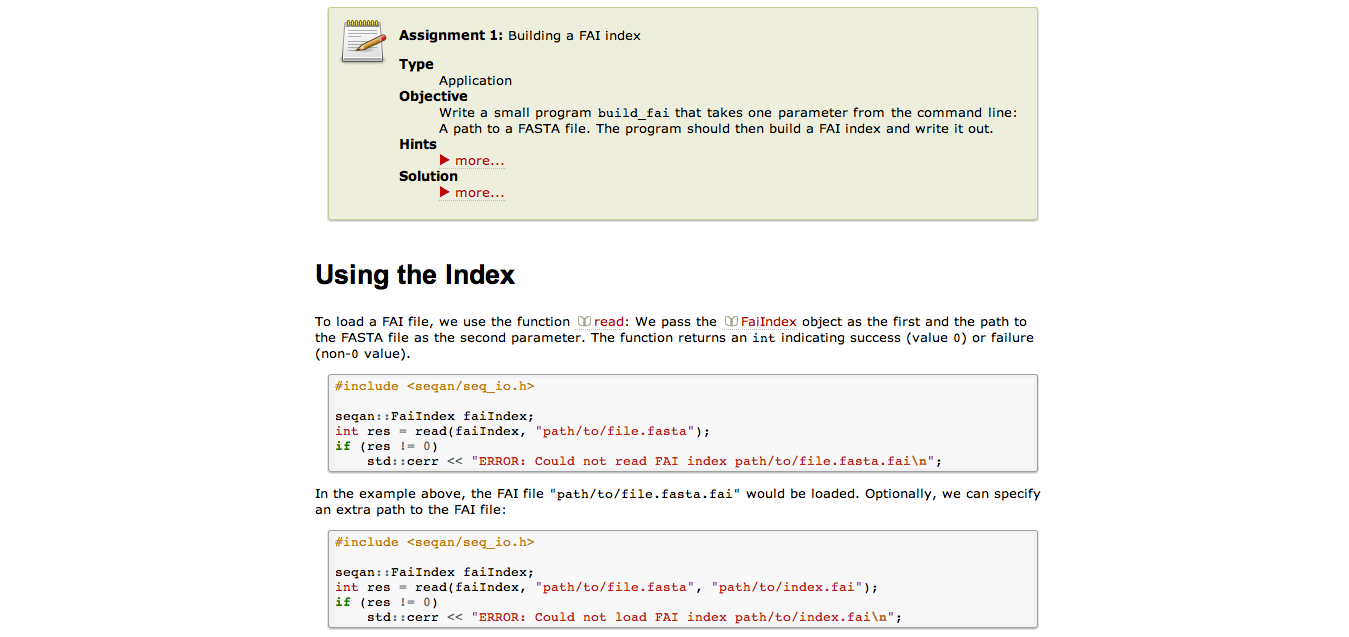 Assignment 1: Building a FAI index
Type
Application
Objective
Write a small program build_fai that takes one parameter from the command line:
A path to a FASTA file. The program should then build a FAI index and write it out.
Hints
more...
Solution
more...
Using the Index
To load a FAI file, we use the function read: We pass the FaiIndex object as the first and the path to
the FASTA file as the second parameter. The function returns an int indicating success (value 0) or failure
(non-0 value).
#include <seqan/seq_io.h>
seqan::FaiIndex faiIndex;
int res = read(faiIndex, "path/to/file.fasta");
if (res != 0)
    std::cerr << "ERROR: Could not read FAI index path/to/file.fasta.fai\n";
In the example above, the FAI file "path/to/file.fasta.fai" would be loaded. Optionally, we can specify
an extra path to the FAI file:
#include <seqan/seq_io.h>
seqan::FaiIndex faiIndex;
int res = read(faiIndex, "path/to/file.fasta", "path/to/index.fai");
if (res != 0)
    std::cerr << "ERROR: Could not load FAI index path/to/index.fai\n";